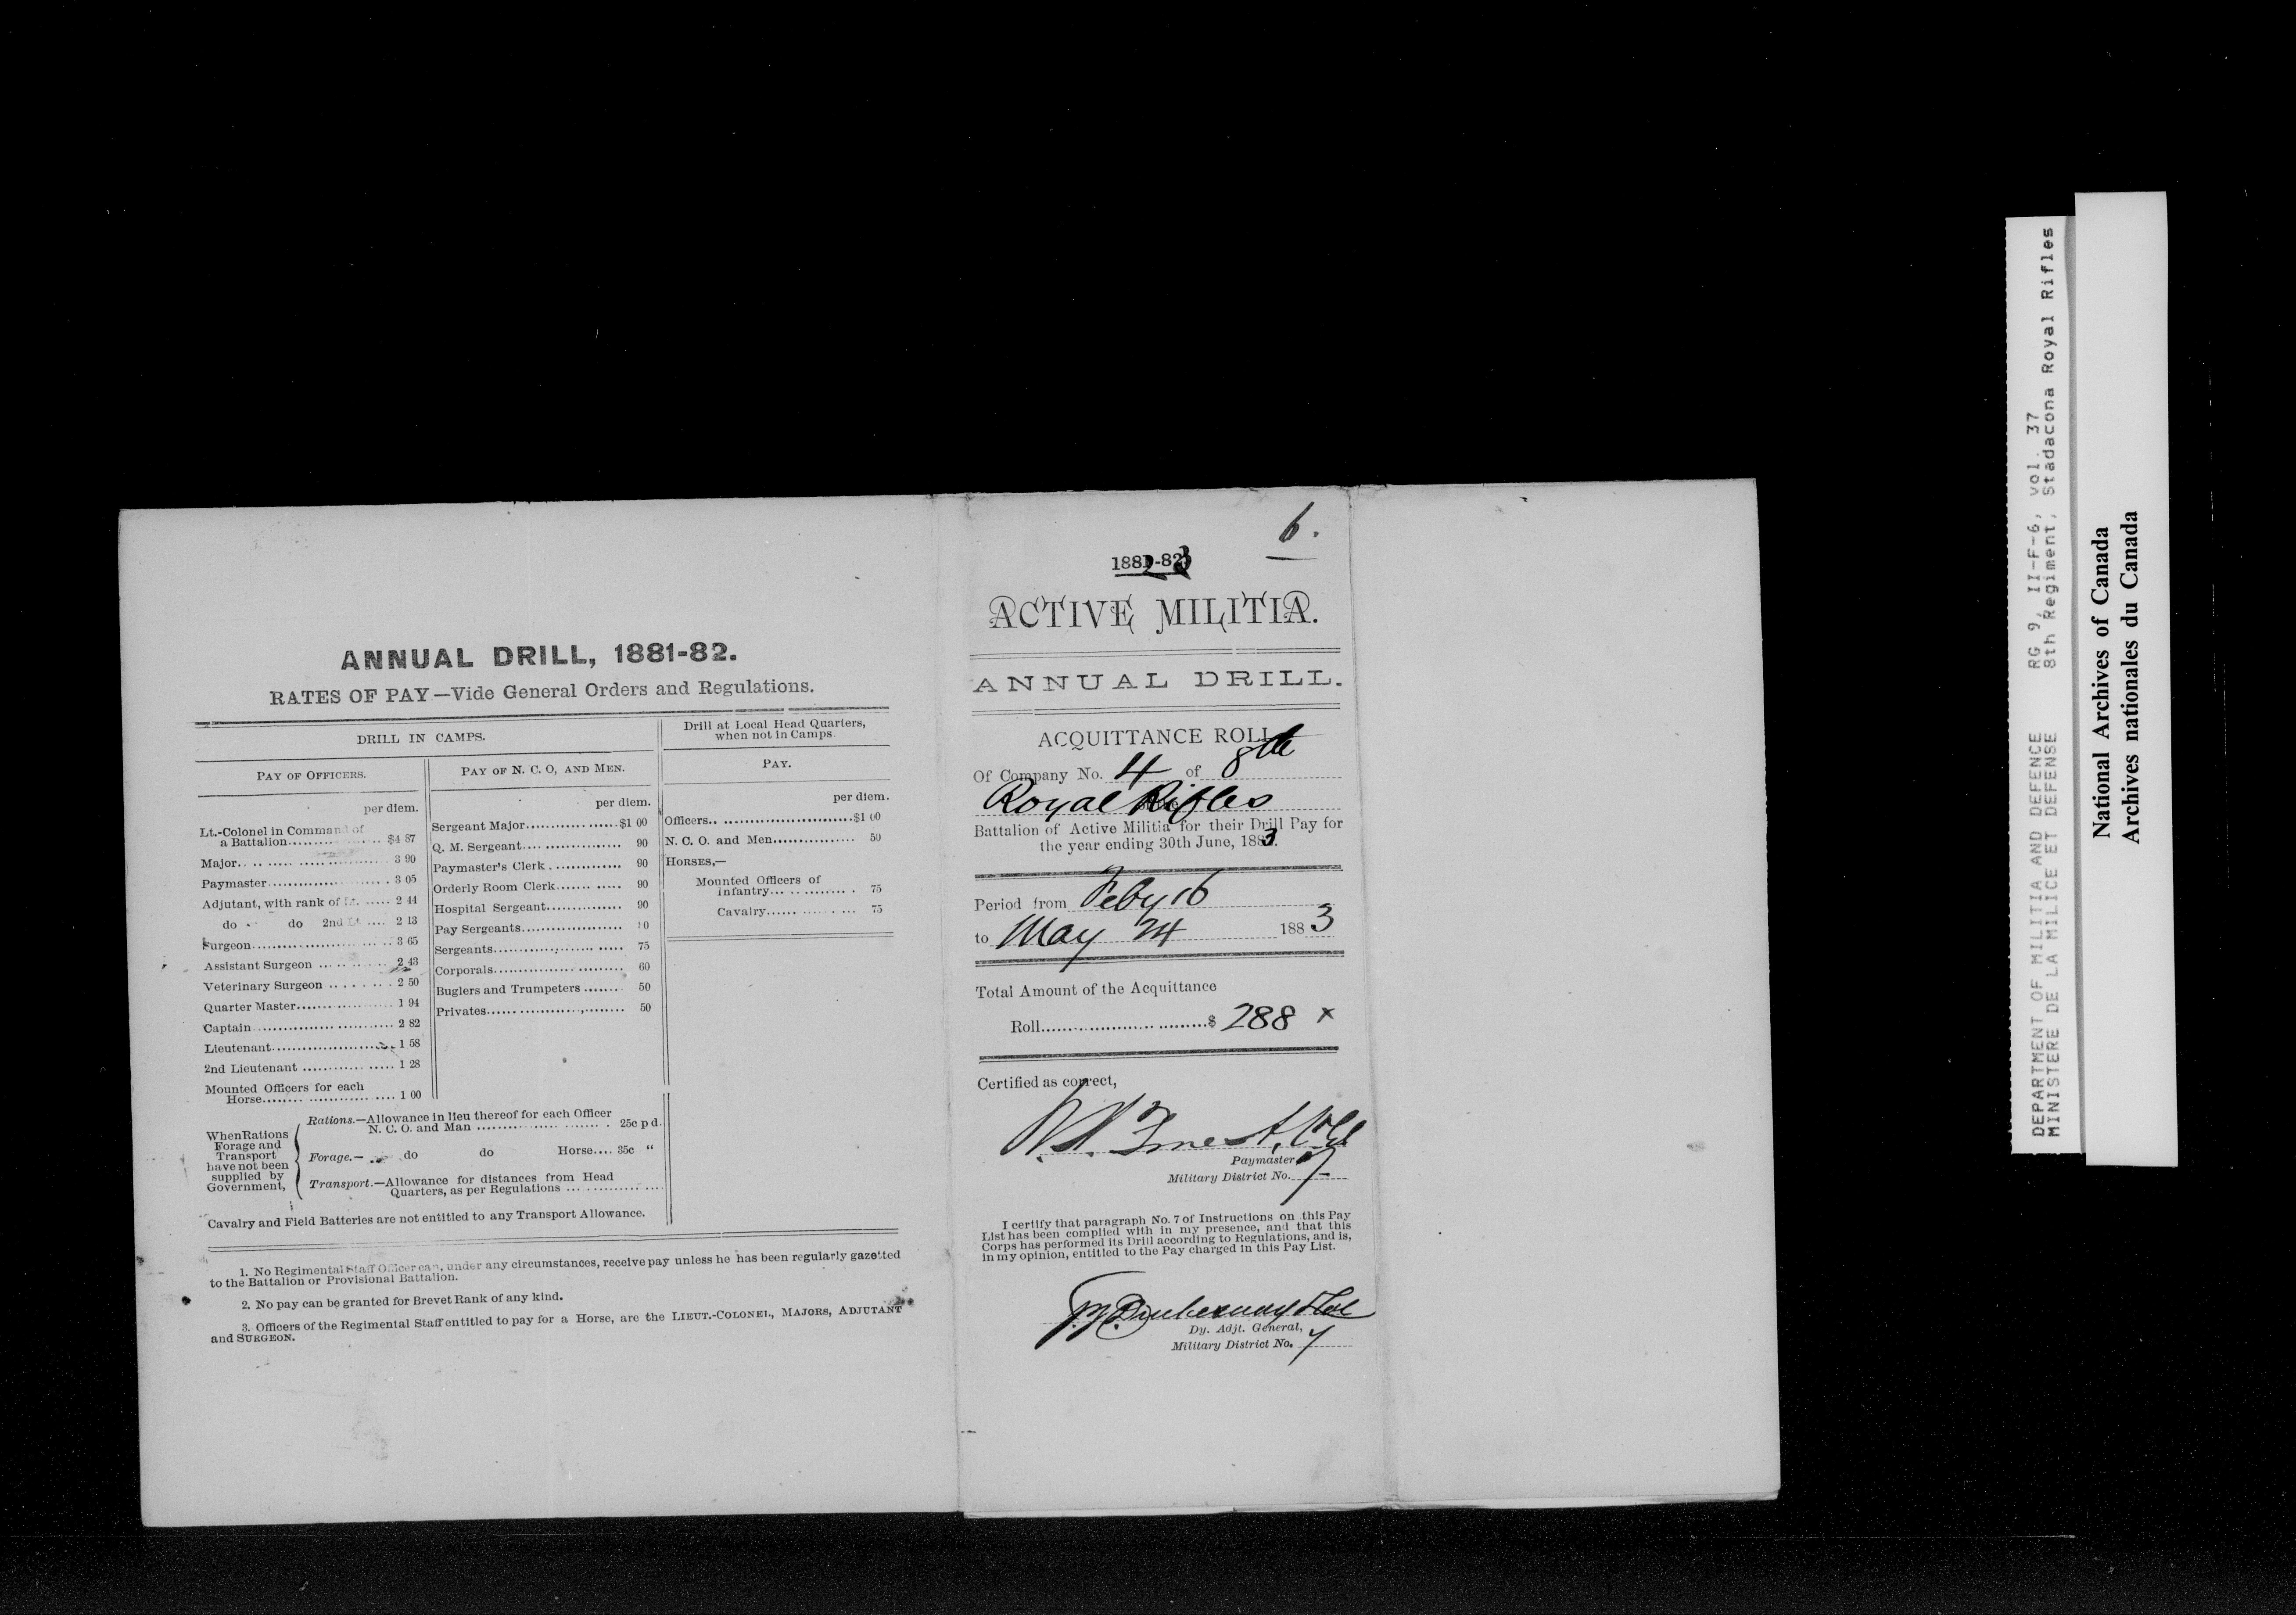 ANNUAL DRILL, 1881-82.
RATES OF PAY—Vide General Orders and Regulations.
DRILL IN CAMPS.
PAY OF OFFICERS.
per diem.
Lt.-Colonel in Command of
a Battalion........ $4 87
Major........ 3 90
Paymaster........ 3 05
Adjutant, with rank of Lt. ..... 2 44
do do 2nd Lt .... 2 13
Surgeon........ 3 65
Assistant Surgeon ........ 2 43
Veterinary Surgeon ........ 2 50
Quarter Master........ 1 94
Captain ........ 2 82
Lieutenant........ 1 58
2nd Lieutenant ........ 1 28
Mounted Officers for each
Horse........ 1 00
PAY OF N. C. O, AND MEN.
per diem.
Sergeant Major........ $1 00
Q. M. Sergeant........ 90
Paymaster's Clerk ........ 90
Orderly Room Clerk........ 90
Hospital Sergeant........ 90
Pay Sergeants........
Sergeants........ 75
Corporals........ 60
Buglers and Trumpeters ........ 50
Privates........ 50
Drill at Local Head Quarters,
when not in Camps.
PAY.
per diem.
Officers........ $1 00
N. C. O. and Men........ 50
HORSES,—
Mounted Officers of
infantry........ 75
Cavalry........ 75
When Rations
Forage and
Transport
have not been
supplied by
Government,
Rations.—Allowance in lieu thereof for each Officer
N. C. O. and Man ........ 25c p d.
Forage.— do do Horse.... 35c “
Transport.—Allowance for distances from Head
Quarters, as per Regulations ........
Cavalry and Field Batteries are not entitled to any Transport Allowance.
1. No Regimental Staff Officer can, under any circumstances, receive pay unless he has been regularly gazetted
to the Battalion or Provisional Battalion.
2. No pay can be granted for Brevet Rank of any kind.
3. Officers of the Regimental Staff entitled to pay for a Horse, are the LIEUT.-COLONEL, MAJORS, ADJUTANT
and SURGEON.
6.
1882-83
ACTIVE MILITIA.
ANNUAL DRILL.
ACQUITTANCE ROLL
Of Company No. 4 of 8th
Royal Rifles
Battalion of Active Militia for their Drill Pay for
the year ending 30th June, 1883.
Period from Feby 16
to May 24 1883
Total Amount of the Acquittance
Roll........ $ 288 x
Certified as correct,
Paymaster
Military District No. 7
I certify that paragraph No. 7 of Instructions on this Pay
List has been complied with in my presence, and that this
Corps has performed its Drill according to Regulations, and is,
in my opinion, entitled to the Pay charged in this Pay List.
Dy. Adjt. General,
Military District No. 7
DEPARTMENT OF MILITIA AND DEFENCE RG 9, II-F-6, vol. 37
MINISTERE DE LA MILICE ET DEFENSE 8th Regiment, Stadacona Royal Rifles
National Archives of Canada
Archives nationales du Canada